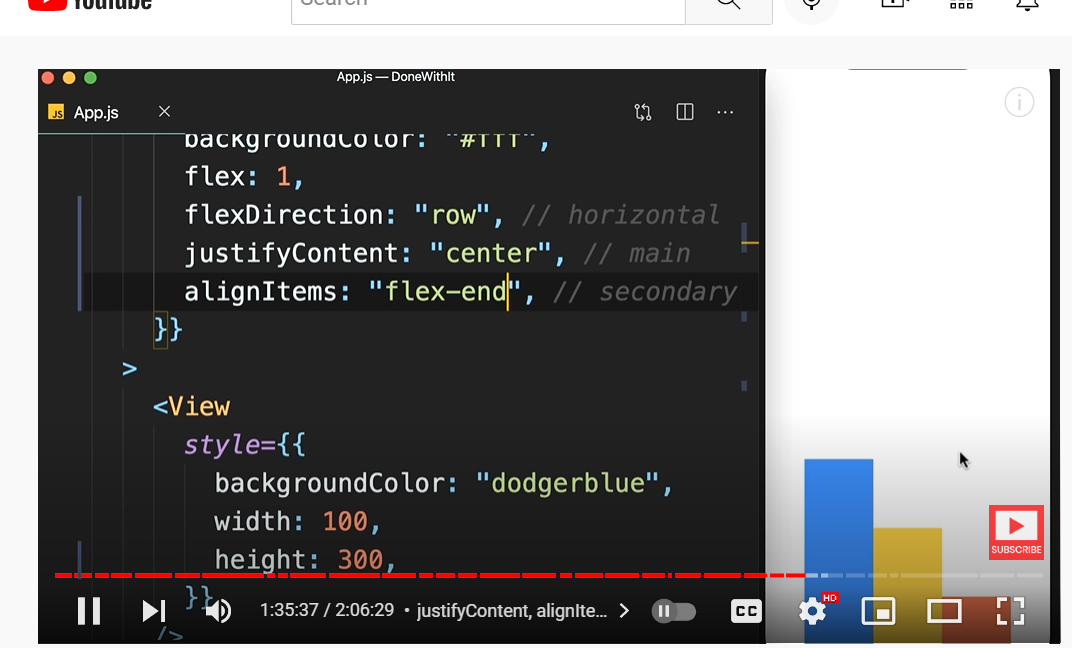 YouTube
Search
App.js — DoneWithIt
JS App.js
backgroundColor: "#fff",
flex: 1,
flexDirection: "row", // horizontal
justifyContent: "center", // main
alignItems: "flex-end", // secondary
}}
>
<View
style={{
backgroundColor: "dodgerblue",
width: 100,
height: 300,
}}
/>
SUBSCRIBE
1:35:37 / 2:06:29 • justifyContent, alignIte...
CC
HD